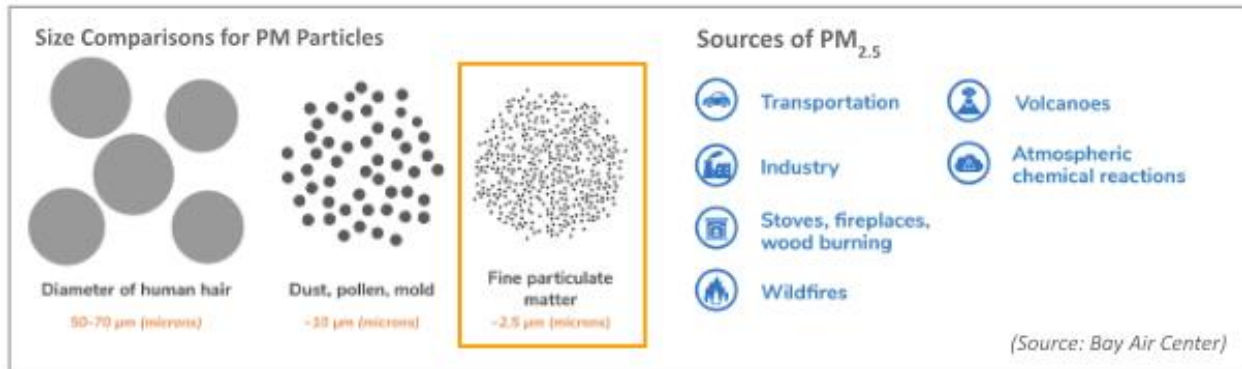 Size Comparisons for PM Particles
Diameter of human hair
50-70 µm (microns)
Dust, pollen, mold
~10 µm (microns)
Fine particulate
matter
~2.5 µm (microns)
Sources of PM2.5
Transportation
Industry
Stoves, fireplaces,
wood burning
Wildfires
Volcanoes
Atmospheric
chemical reactions
(Source: Bay Air Center)